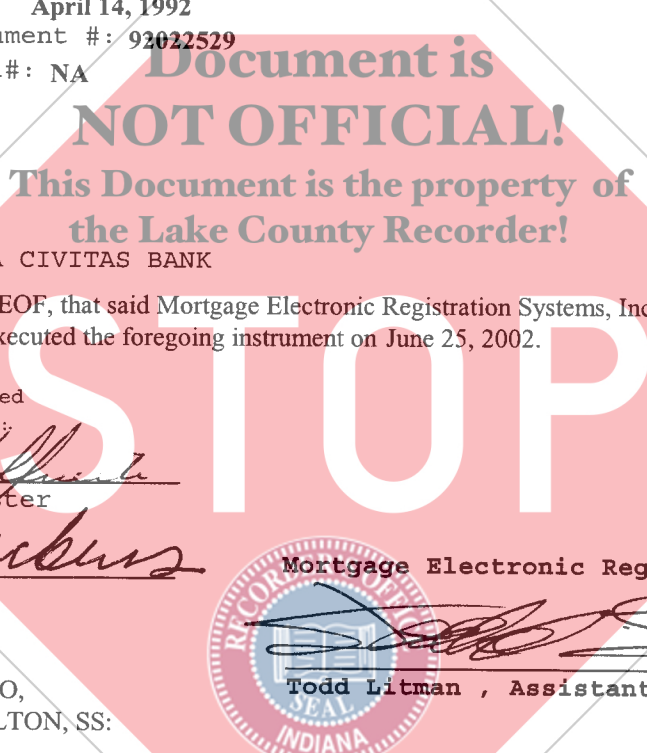 April 14, 1992
ument #: 92022529
#: NA
Document is
NOT OFFICIAL!
This Document is the property of
the Lake County Recorder!
A CIVITAS BANK
EOF, that said Mortgage Electronic Registration Systems, Inc
xecuted the foregoing instrument on June 25, 2002.
STOP
ed
ter
Mortgage Electronic Reg
RECORDER'S OFFICE
SEAL
INDIANA
Todd Litman , Assistant
O,
LTON, SS: